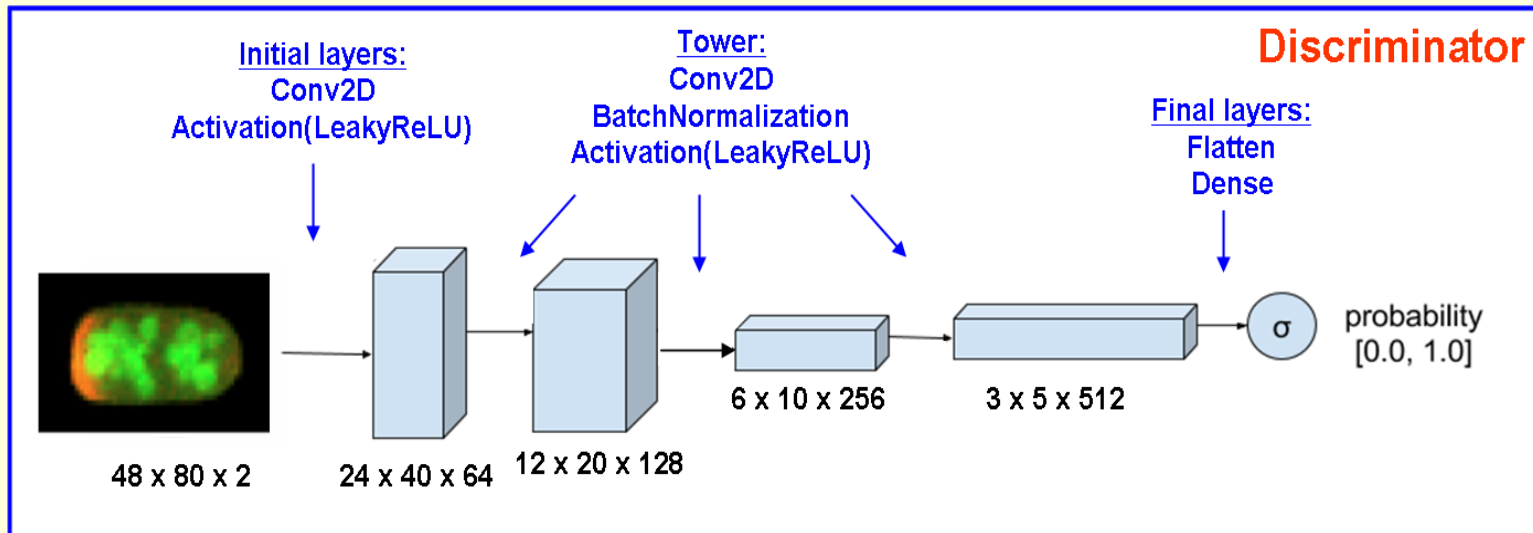 Discriminator
Initial layers:
Conv2D
Activation(LeakyReLU)
Tower:
Conv2D
BatchNormalization
Activation(LeakyReLU)
Final layers:
Flatten
Dense
σ
probability
[0.0, 1.0]
48 x 80 x 2
24 x 40 x 64
12 x 20 x 128
6 x 10 x 256
3 x 5 x 512